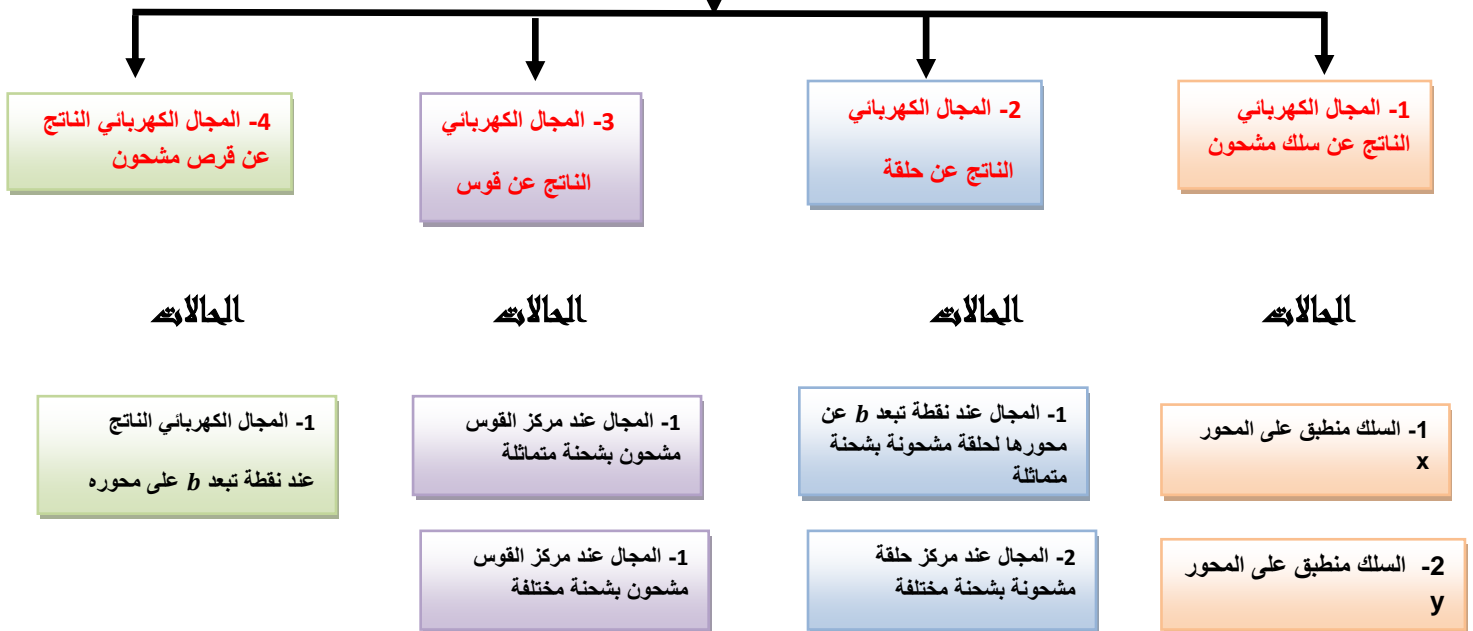 1- المجال الكهربائي
الناتج عن سلك مشحون
2- المجال الكهربائي
الناتج عن حلقة
3- المجال الكهربائي
الناتج عن قوس
4- المجال الكهربائي الناتج
عن قرص مشحون
الحالات
الحالات
الحالات
الحالات
1- السلك منطبق على المحور
x
2- السلك منطبق على المحور
y
1- المجال عند نقطة تبعد b عن
محورها لحلقة مشحونة بشحنة
متماثلة
2- المجال عند مركز حلقة
مشحونة بشحنة مختلفة
1- المجال عند مركز القوس
مشحون بشحنة متماثلة
1- المجال عند مركز القوس
مشحون بشحنة مختلفة
1- المجال الكهربائي الناتج
عند نقطة تبعد b على محوره